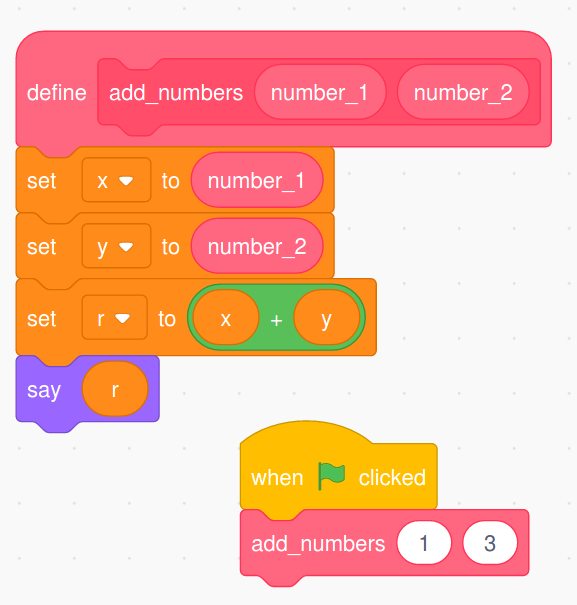 define add_numbers number_1 number_2
set x to number_1
set y to number_2
set r to x + y
say r
when clicked
add_numbers 1 3